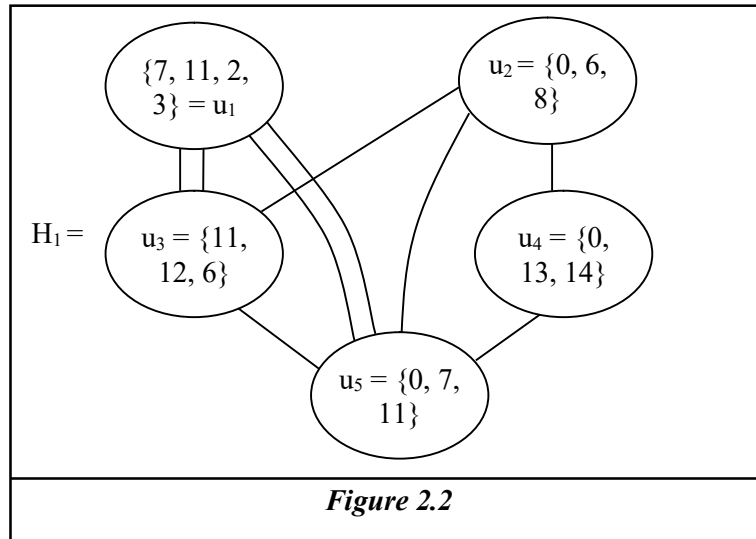 {7, 11, 2,
3} = u₁
u₂ = {0, 6,
8}
H₁ =
u₃ = {11,
12, 6}
u₄ = {0,
13, 14}
u₅ = {0, 7,
11}
Figure 2.2